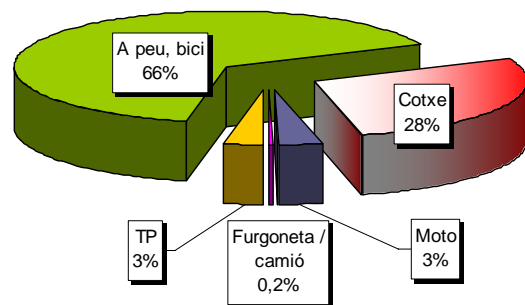 A peu, bici
66%
Cotxe
28%
TP
3%
Furgoneta /
camió
0,2%
Moto
3%